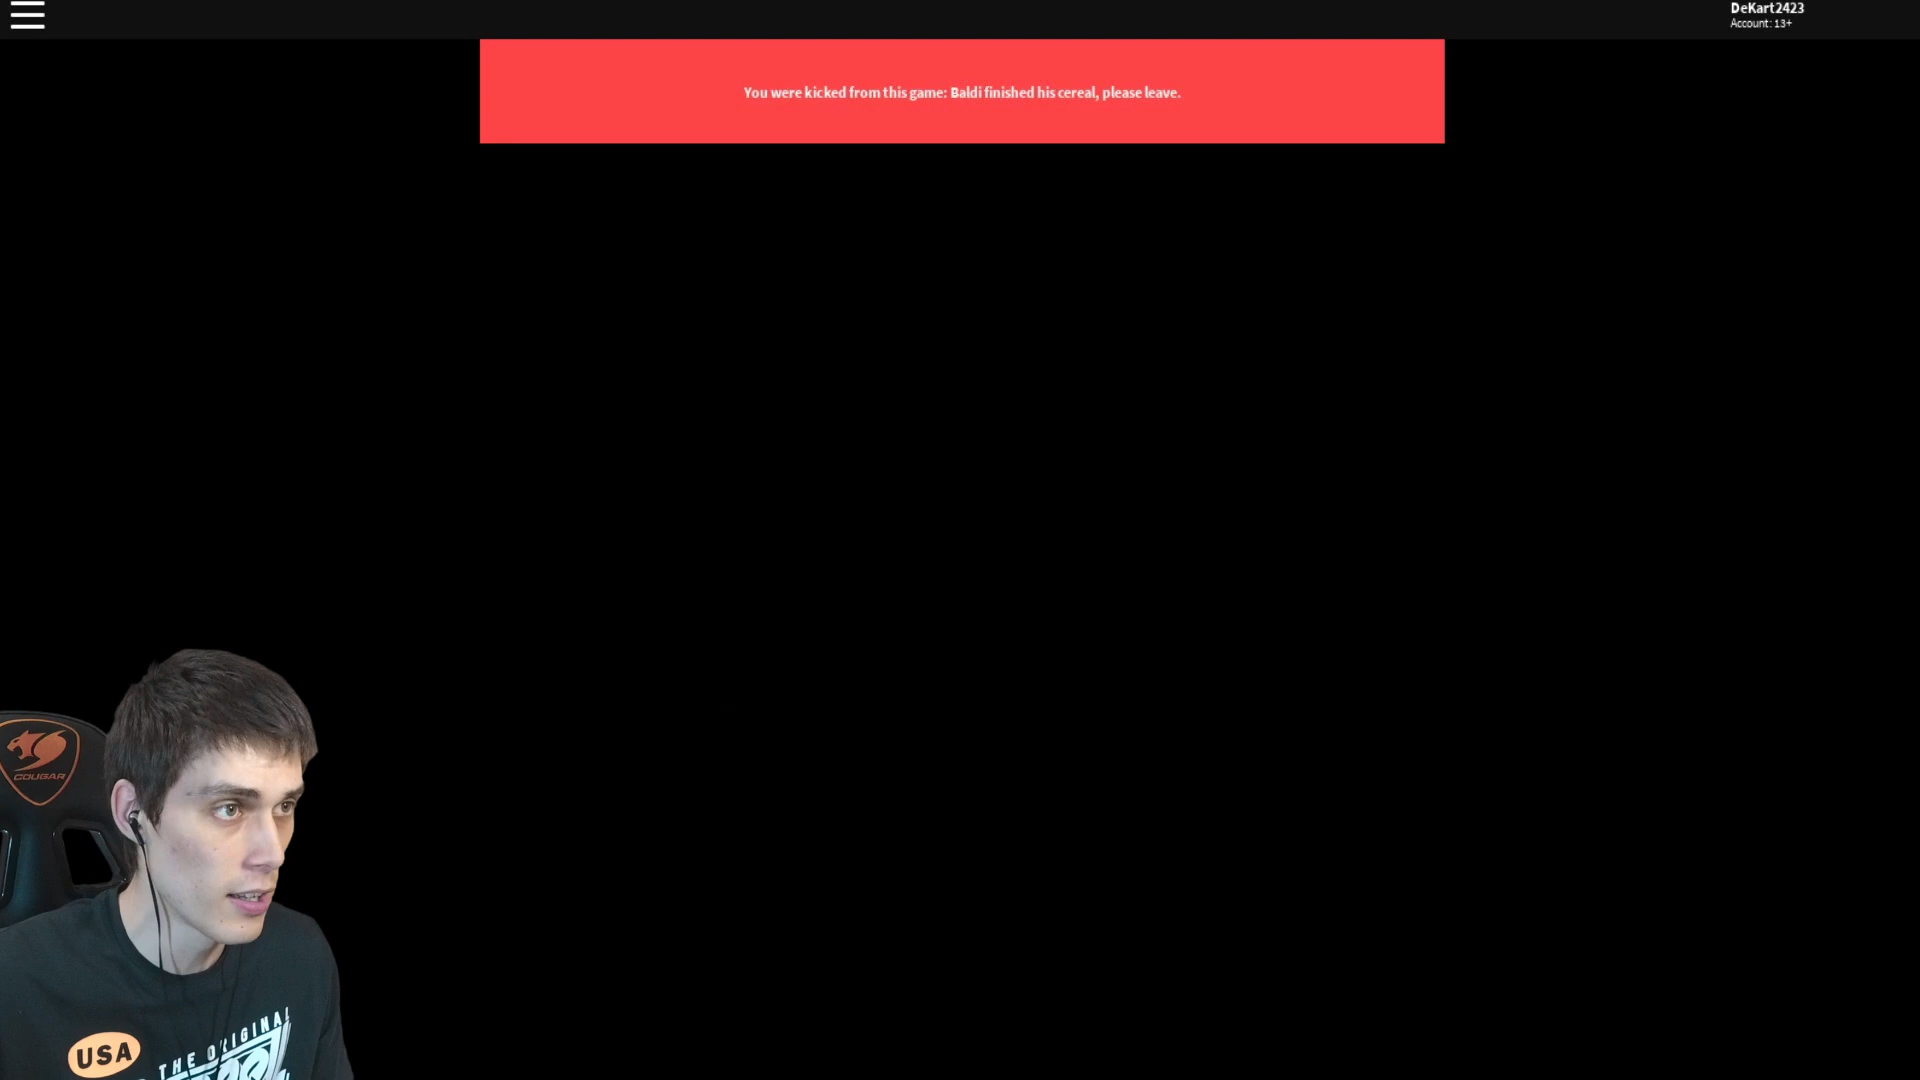 DeKart2423
Account: 13+
You were kicked from this game: Baldi finished his cereal, please leave.
COUGAR
USA
THE ORIGINAL